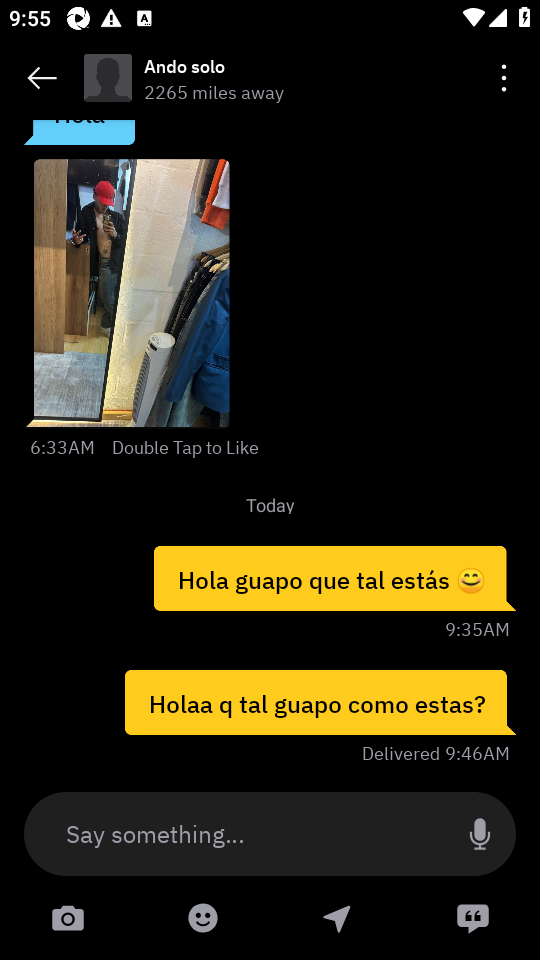 9:55
Ando solo
2265 miles away
Hola
6:33AM Double Tap to Like
Today
Hola guapo que tal estás 😊
9:35AM
Holaa q tal guapo como estas?
Delivered 9:46AM
Say something...